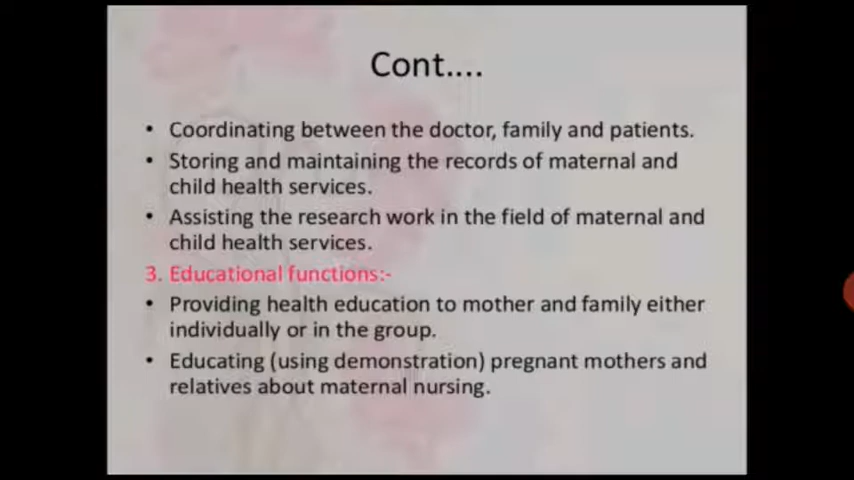 Cont....
• Coordinating between the doctor, family and patients.
• Storing and maintaining the records of maternal and
child health services.
• Assisting the research work in the field of maternal and
child health services.
3. Educational functions:-
• Providing health education to mother and family either
individually or in the group.
• Educating (using demonstration) pregnant mothers and
relatives about maternal nursing.